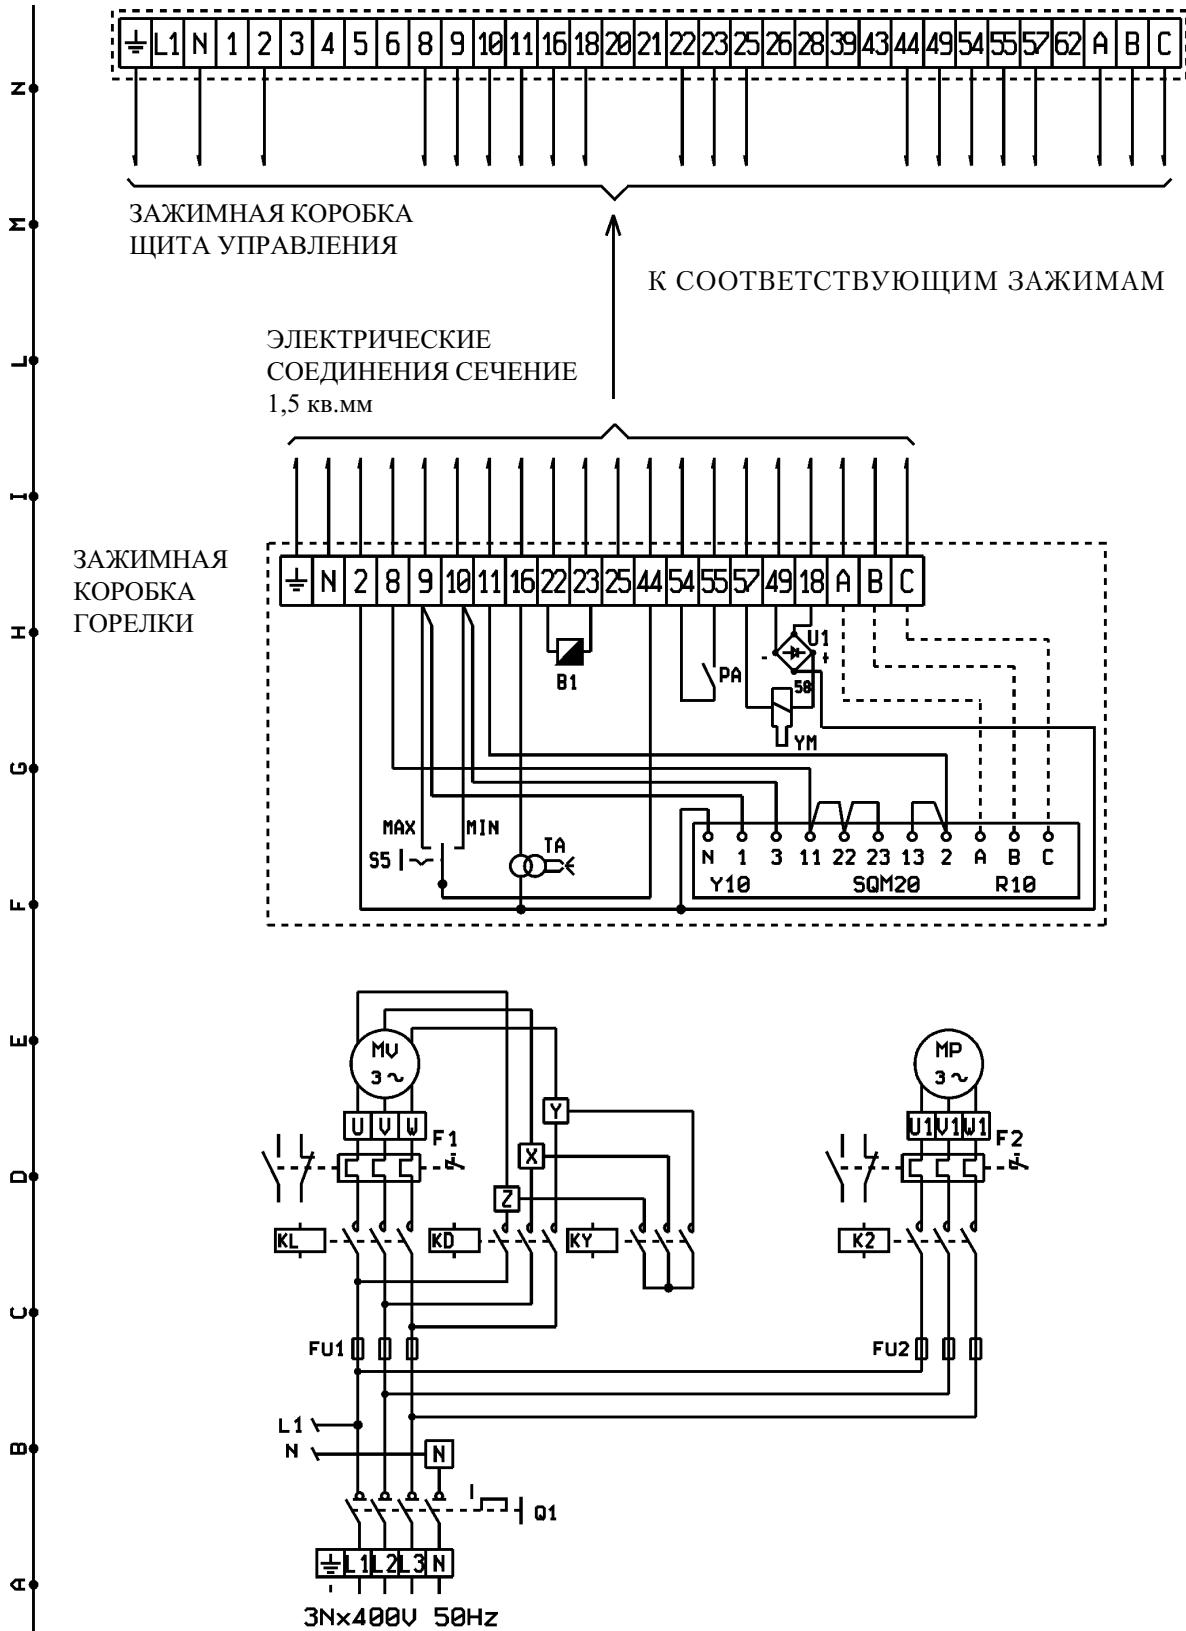 L1 N 1 2 3 4 5 6 8 9 10 11 16 18 20 21 22 23 25 26 28 39 43 44 49 54 55 57 62 A B C
N
ЗАЖИМНАЯ КОРОБКА
ЩИТА УПРАВЛЕНИЯ
M
К СООТВЕТСТВУЮЩИМ ЗАЖИМАМ
ЭЛЕКТРИЧЕСКИЕ
СОЕДИНЕНИЯ СЕЧЕНИЕ
1,5 кв.мм
L
I
ЗАЖИМНАЯ
КОРОБКА
ГОРЕЛКИ
N 2 8 9 10 11 16 22 23 25 44 54 55 57 49 18 A B C
H
U1
- +
B1
PA
58
YM
G
MAX MIN
S5
TA
N 1 3 11 22 23 13 2 A B C
Y10 SQM20 R10
F
E
MV
3 ~
MP
3 ~
Y
U V W
F1
U1 V1 W1
F2
X
D
Z
KL KD KY K2
C
FU1 FU2
L1
N N
B
I
Q1
L1 L2 L3 N
A
3Nx400V 50Hz